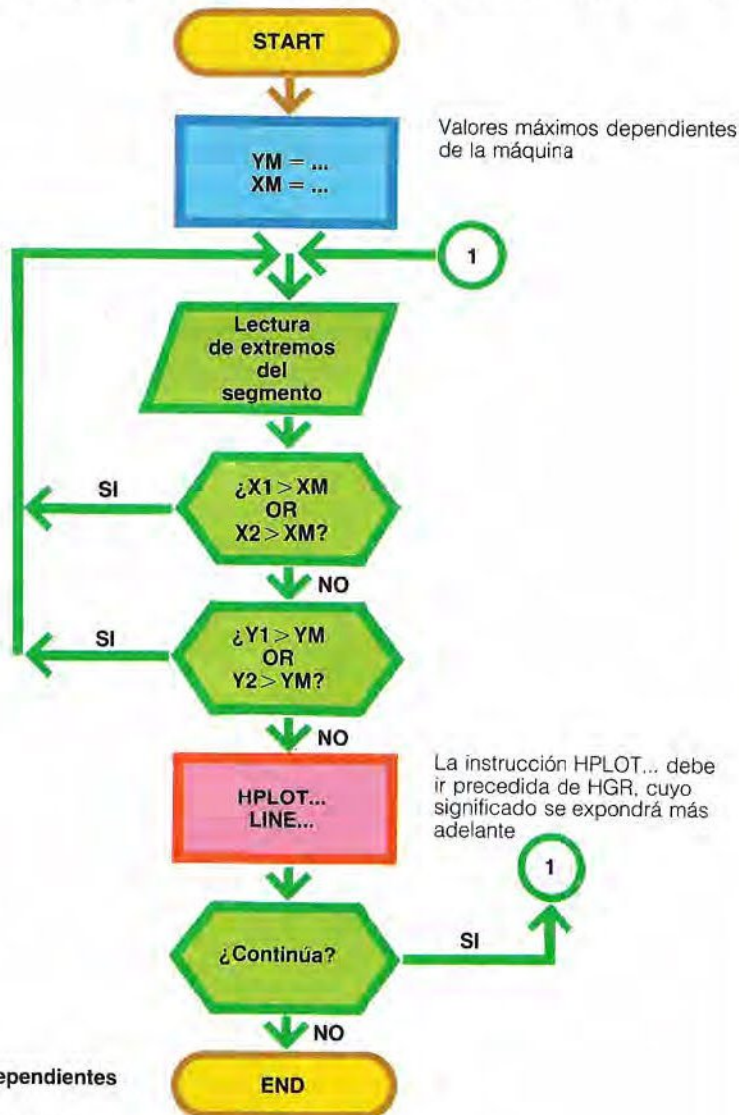 START
YM = ...
XM = ...
Valores máximos dependientes
de la máquina
1
Lectura
de extremos
del
segmento
SI
¿X1 > XM
OR
X2 > XM?
NO
SI
¿Y1 > YM
OR
Y2 > YM?
NO
HPLOT...
LINE...
La instrucción HPLOT... debe
ir precedida de HGR, cuyo
significado se expondrá más
adelante
1
¿Continúa?
SI
NO
ependientes
END